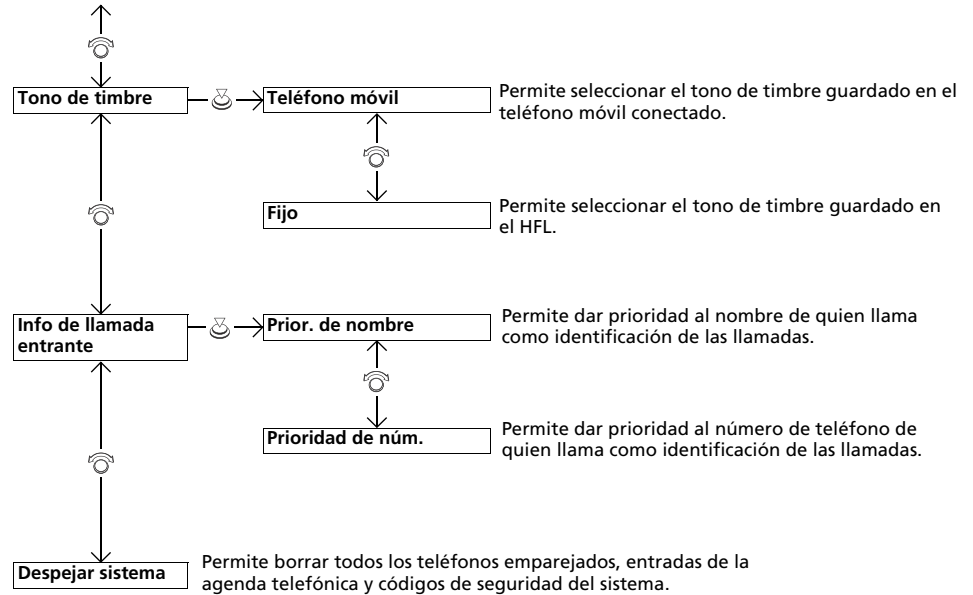 Tono de timbre
Teléfono móvil
Permite seleccionar el tono de timbre guardado en el
teléfono móvil conectado.
Fijo
Permite seleccionar el tono de timbre guardado en
el HFL.
Info de llamada
entrante
Prior. de nombre
Permite dar prioridad al nombre de quien llama
como identificación de las llamadas.
Prioridad de núm.
Permite dar prioridad al número de teléfono de
quien llama como identificación de las llamadas.
Despejar sistema
Permite borrar todos los teléfonos emparejados, entradas de la
agenda telefónica y códigos de seguridad del sistema.